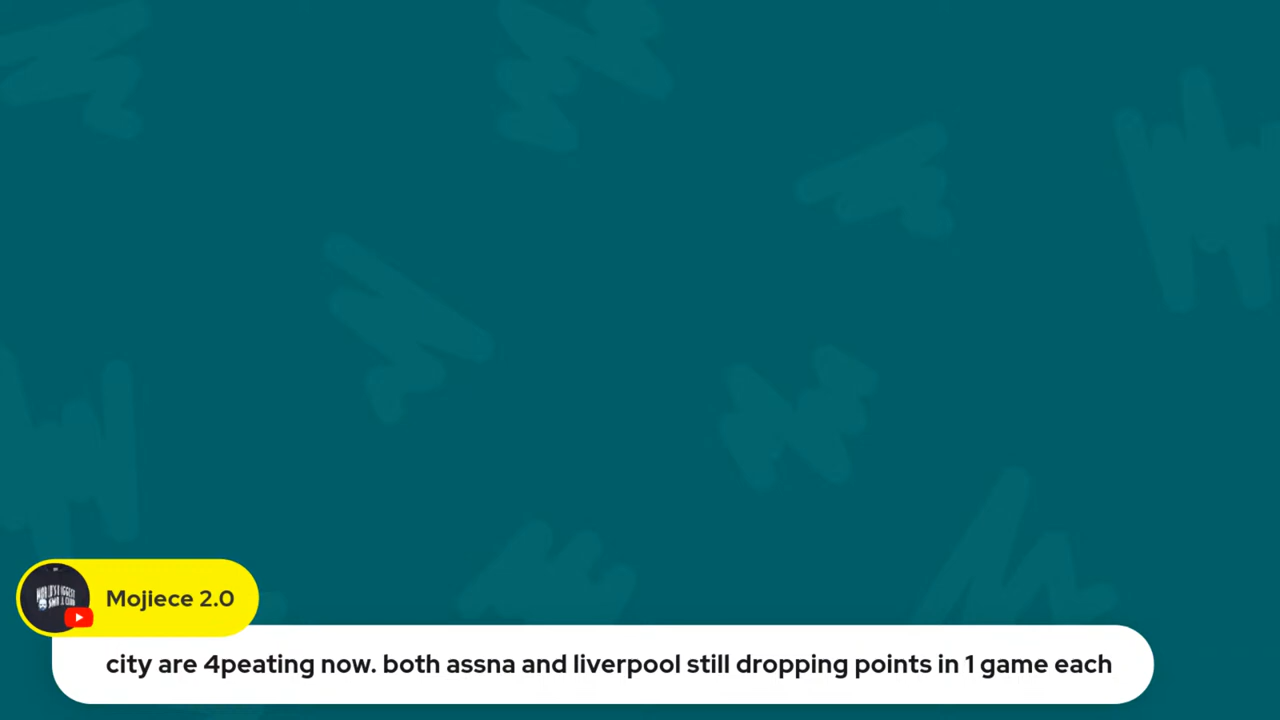 Mojiece 2.0
city are 4peating now. both assna and liverpool still dropping points in 1 game each